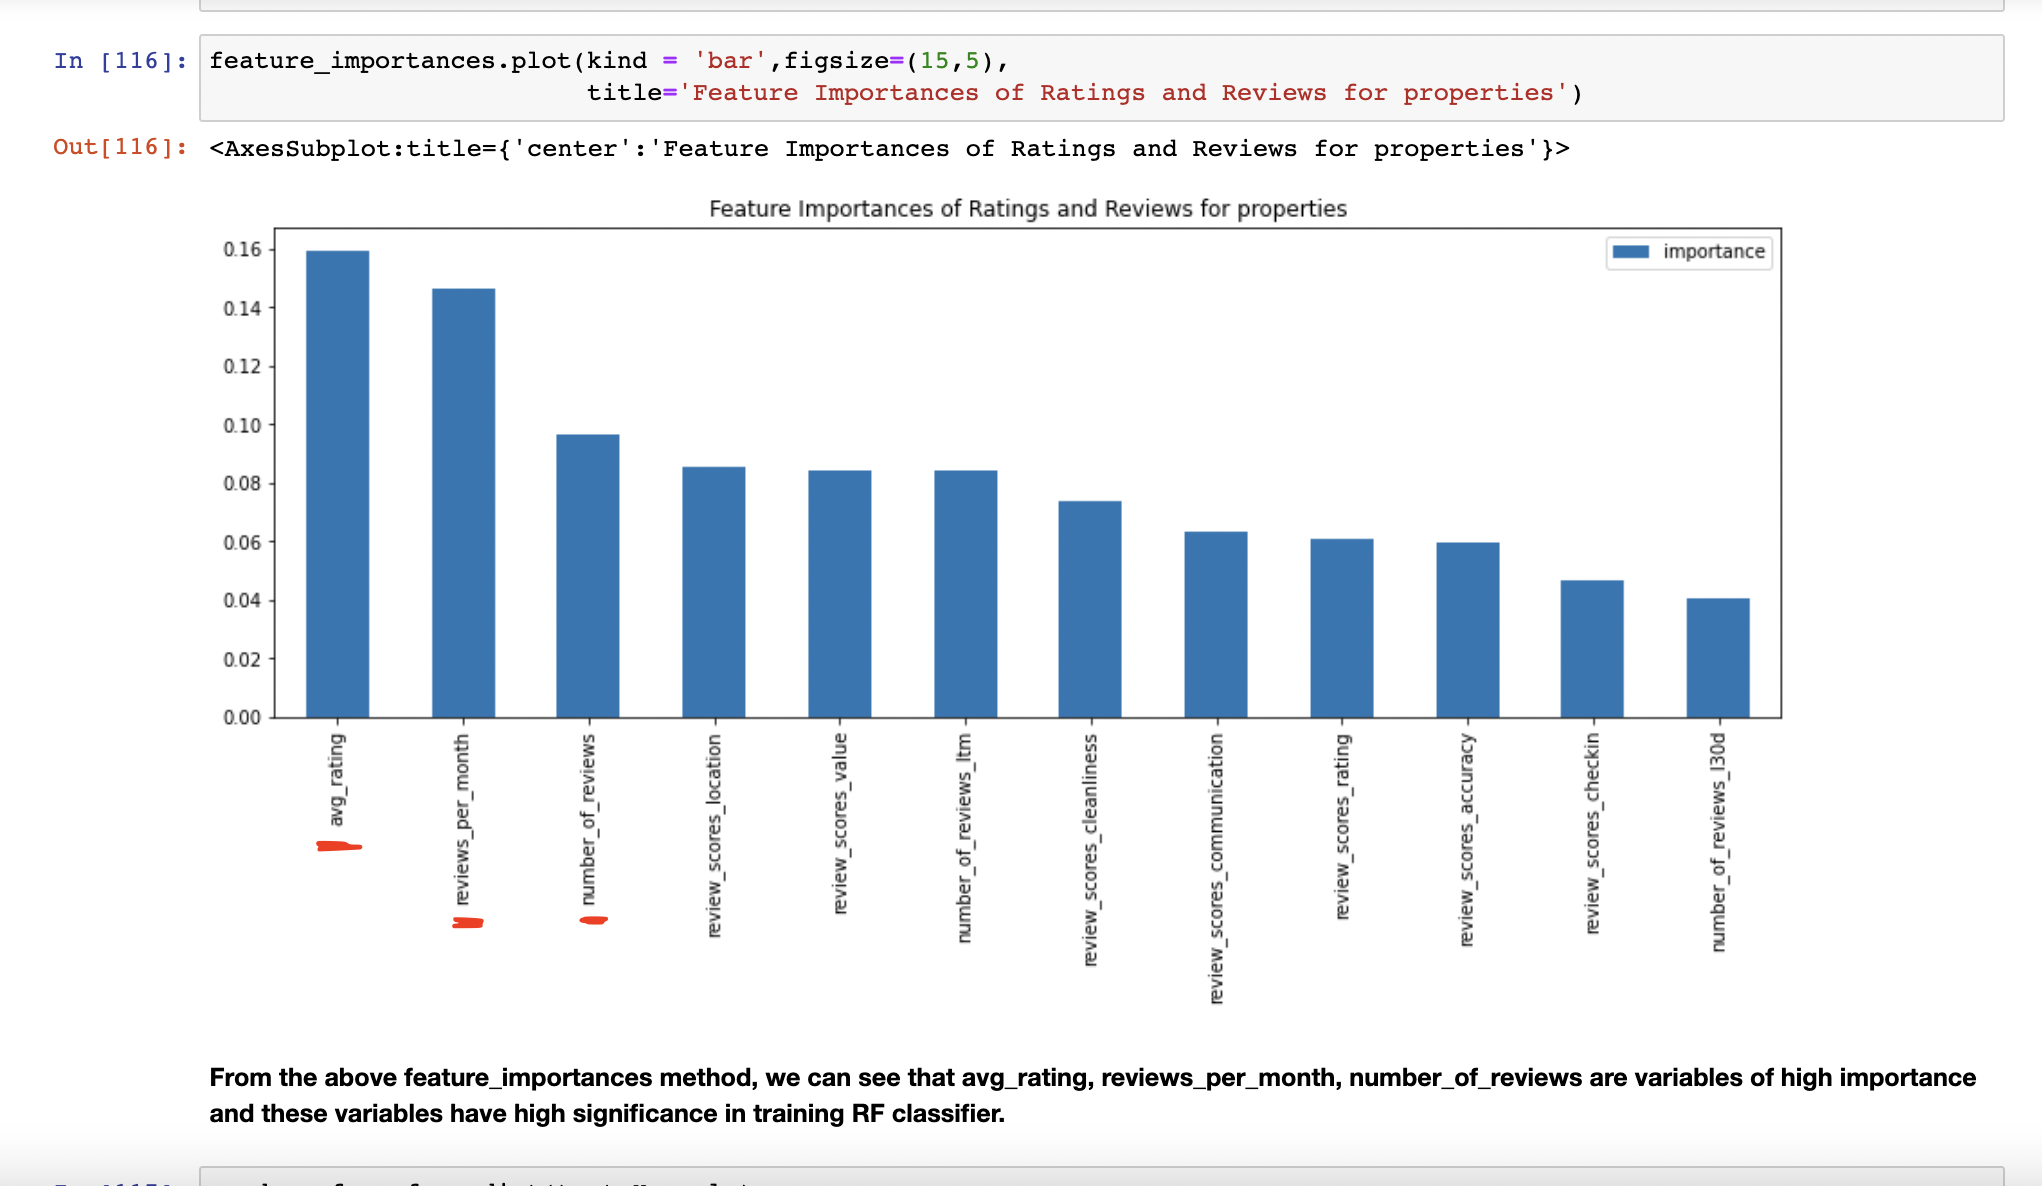 In [116]: feature_importances.plot(kind = 'bar',figsize=(15,5),
title='Feature Importances of Ratings and Reviews for properties')
Out[116]: <AxesSubplot:title={'center':'Feature Importances of Ratings and Reviews for properties'}>
Feature Importances of Ratings and Reviews for properties
importance
0.16
0.14
0.12
0.10
0.08
0.06
0.04
0.02
0.00
avg_rating
reviews_per_month
number_of_reviews
review_scores_location
review_scores_value
number_of_reviews_ltm
review_scores_cleanliness
review_scores_communication
review_scores_rating
review_scores_accuracy
review_scores_checkin
number_of_reviews_l30d
From the above feature_importances method, we can see that avg_rating, reviews_per_month, number_of_reviews are variables of high importance
and these variables have high significance in training RF classifier.